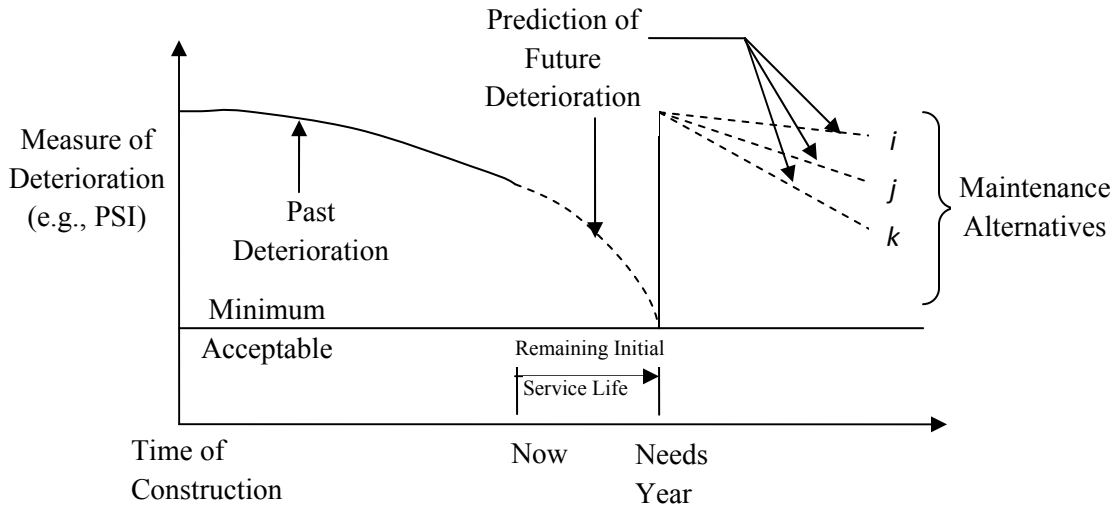 Prediction of
Future
Deterioration
Measure of
Deterioration
(e.g., PSI)
Past
Deterioration
i
j
k
Maintenance
Alternatives
Minimum
Acceptable
Remaining Initial
Service Life
Time of
Construction
Now
Needs
Year